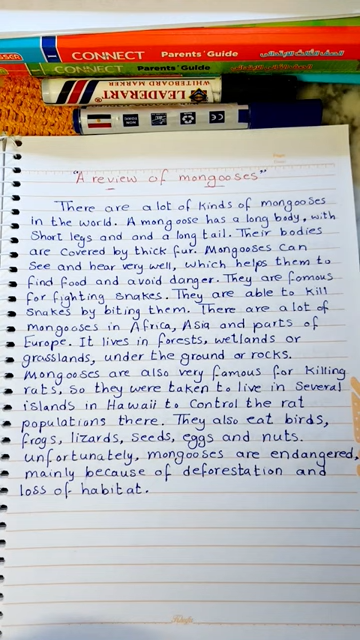 CONNECT Parents' Guide
CONNECT Parents' Guide
LEADERART
WHITEBOARD MARKER
CE
"A review of mongooses"
There are a lot of kinds of mongooses
in the world. A mongoose has a long body, with
short legs and and a long tail. Their bodies
are covered by thick fur. Mongooses can
see and hear very well, which helps them to
find food and avoid danger. They are famous
for fighting snakes. They are able to kill
snakes by biting them. There are a lot of
mongooses in Africa, Asia and parts of
Europe. It lives in forests, wetlands or
grasslands, under the ground or rocks.
Mongooses are also very famous for killing
rats, so they were taken to live in several
islands in Hawaii to control the rat
populations there. They also eat birds,
frogs, lizards, seeds, eggs and nuts.
unfortunately, mongooses are endangered,
mainly because of deforestation and
loss of habitat.